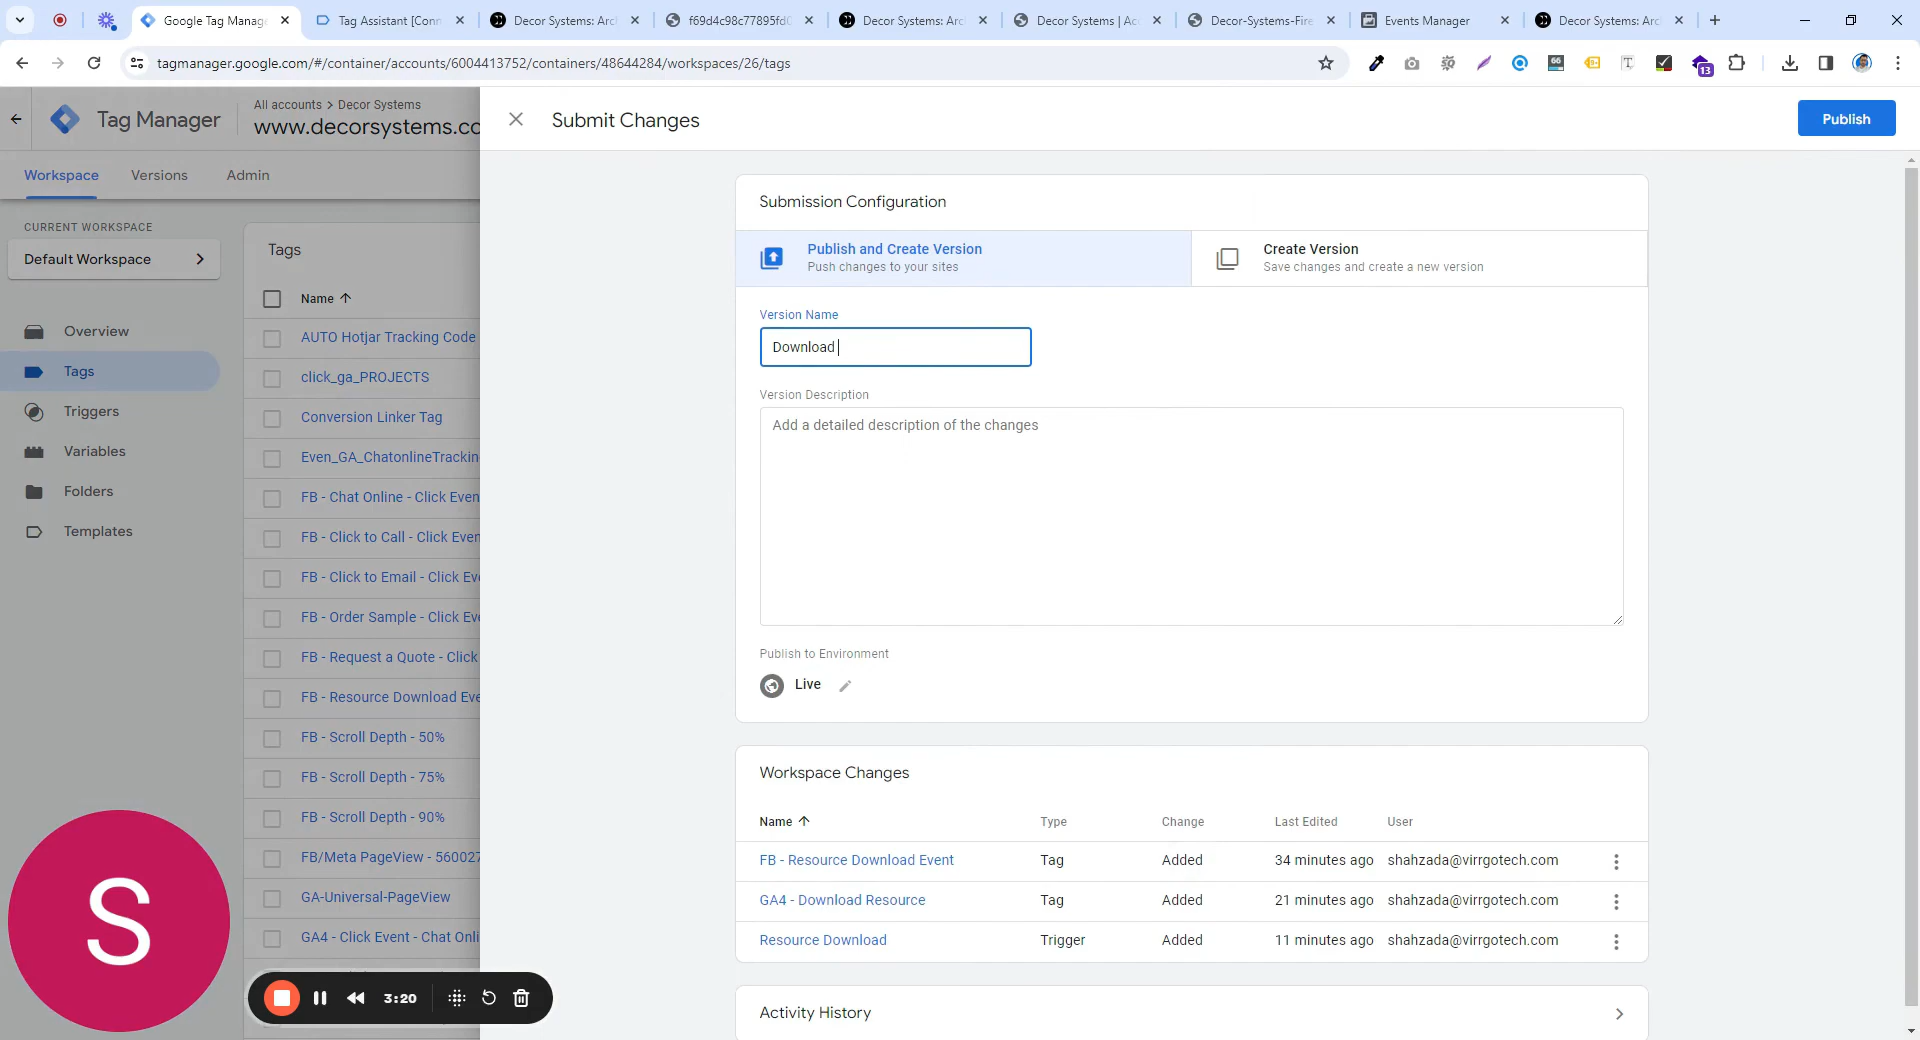 Google Tag Manage
Tag Assistant [Conn
Decor Systems: Arc
f69d4c98c77895fd0
Decor Systems: Arc
Decor Systems | Ac
Decor-Systems-Fire
Events Manager
Decor Systems: Arc
tagmanager.google.com/#/container/accounts/6004413752/containers/48644284/workspaces/26/tags
66
13
Tag Manager
All accounts > Decor Systems
www.decorsystems.co
Submit Changes
Publish
Workspace
Versions
Admin
CURRENT WORKSPACE
Default Workspace
Overview
Tags
Triggers
Variables
Folders
Templates
Tags
Name
AUTO Hotjar Tracking Code
click_ga_PROJECTS
Conversion Linker Tag
Even_GA_ChatonlineTrackin
FB - Chat Online - Click Even
FB - Click to Call - Click Even
FB - Click to Email - Click Eve
FB - Order Sample - Click Eve
FB - Request a Quote - Click
FB - Resource Download Eve
FB - Scroll Depth - 50%
FB - Scroll Depth - 75%
FB - Scroll Depth - 90%
FB/Meta PageView - 560027
GA-Universal-PageView
GA4 - Click Event - Chat Onli
Submission Configuration
Publish and Create Version
Push changes to your sites
Create Version
Save changes and create a new version
Version Name
Download
Version Description
Add a detailed description of the changes
Publish to Environment
Live
Workspace Changes
Name Type Change Last Edited User
FB - Resource Download Event Tag Added 34 minutes ago shahzada@virrgotech.com
GA4 - Download Resource Tag Added 21 minutes ago shahzada@virrgotech.com
Resource Download Trigger Added 11 minutes ago shahzada@virrgotech.com
Activity History
S
3:20